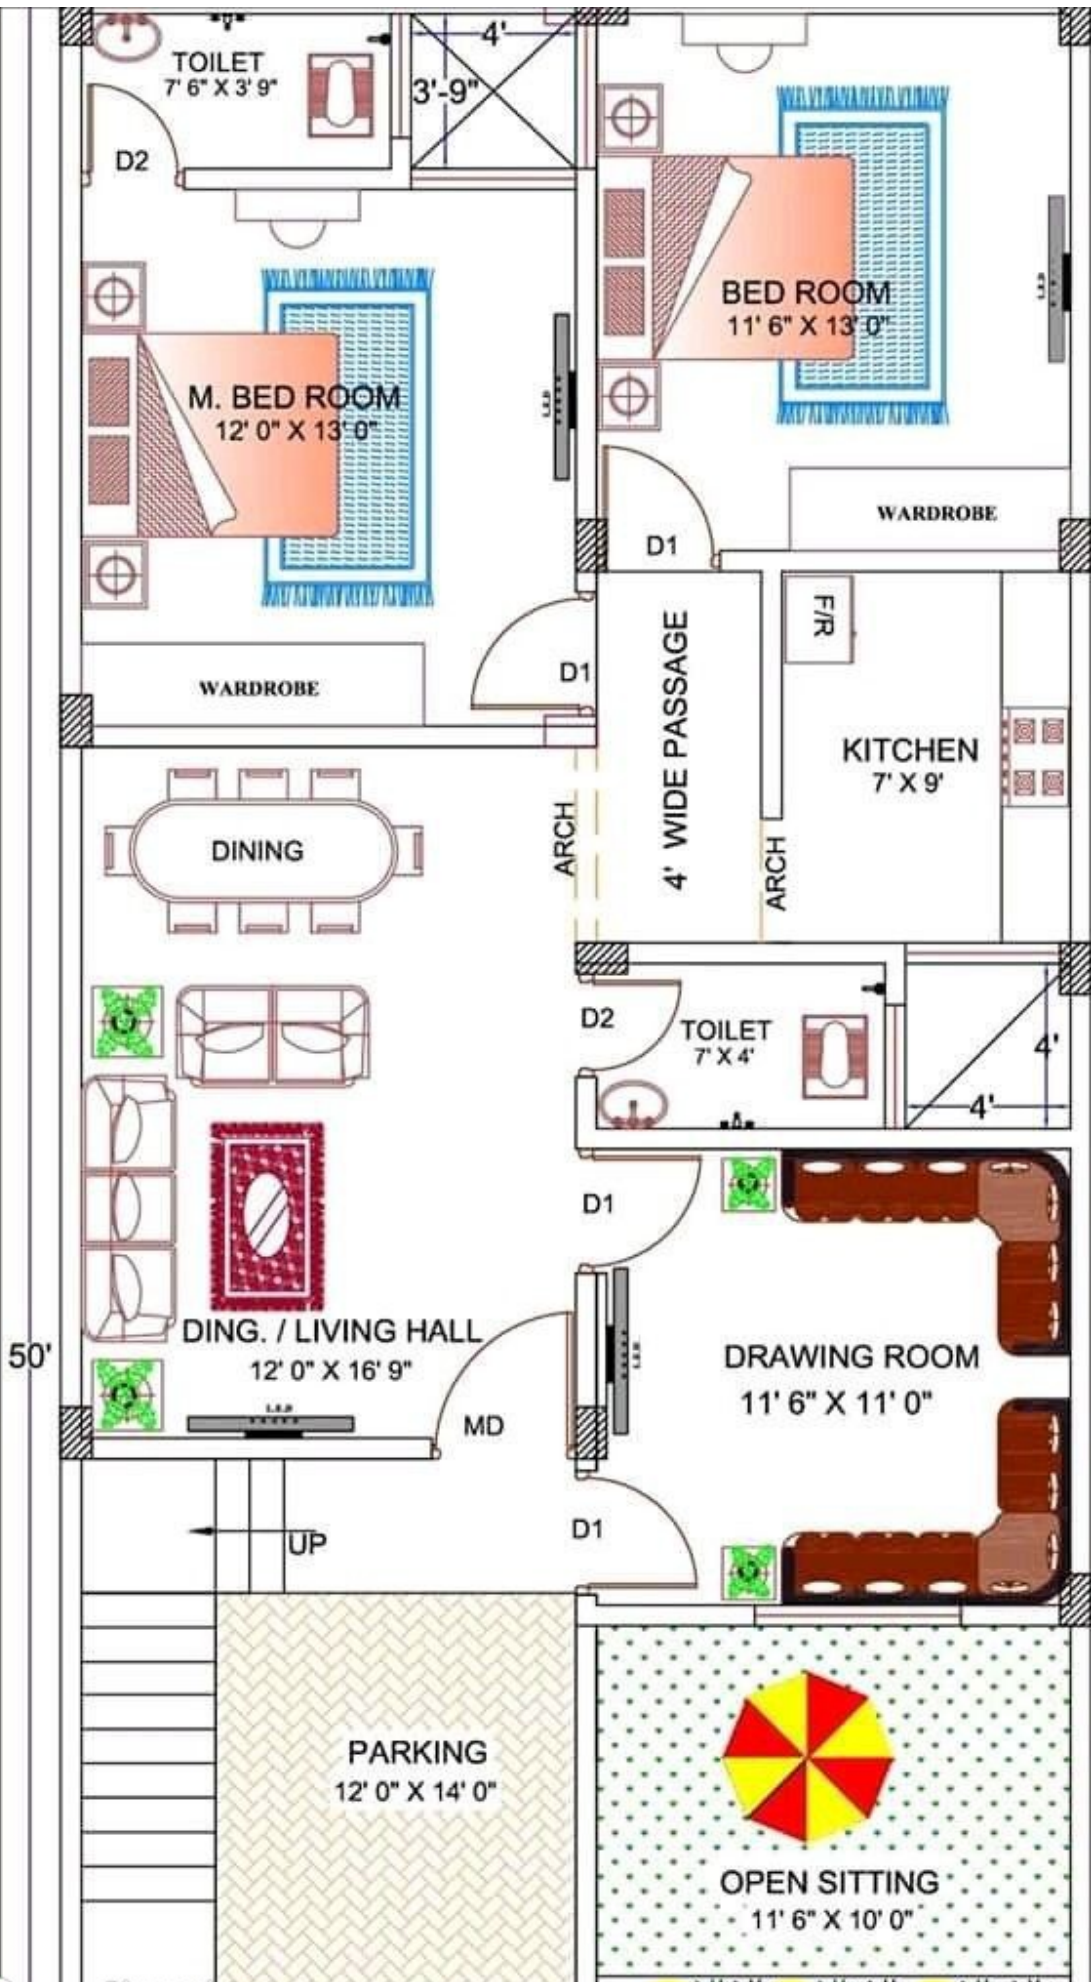 TOILET
7' 6" X 3' 9"
4'
3'-9"
D2
BED ROOM
11' 6" X 13' 0"
L.E.D
M. BED ROOM
12' 0" X 13' 0"
L.E.D
WARDROBE
D1
F/R
D1
WARDROBE
4' WIDE PASSAGE
KITCHEN
7' X 9'
DINING
ARCH
ARCH
D2
TOILET
7' X 4'
4'
4'
D1
DING. / LIVING HALL
12' 0" X 16' 9"
L.E.D
50'
DRAWING ROOM
11' 6" X 11' 0"
L.E.D
MD
D1
UP
PARKING
12' 0" X 14' 0"
OPEN SITTING
11' 6" X 10' 0"